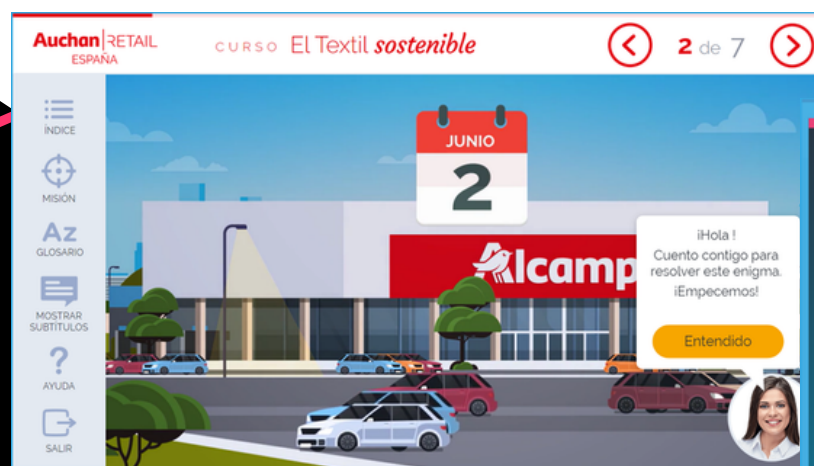 Auchan RETAIL
ESPAÑA
CURSO El Textil sostenible
2 de 7
ÍNDICE
MISIÓN
Az
GLOSARIO
MOSTRAR
SUBTÍTULOS
?
AYUDA
SALIR
JUNIO
2
Alcamp
¡Hola !
Cuento contigo para
resolver este enigma.
¡Empecemos!
Entendido